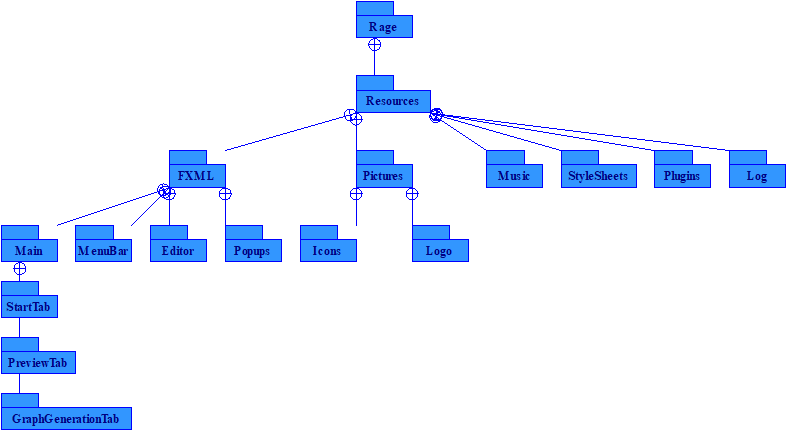 Rage
Resources
FXML
Pictures
Music
StyleSheets
Plugins
Log
Main
MenuBar
Editor
Popups
Icons
Logo
StartTab
PreviewTab
GraphGenerationTab